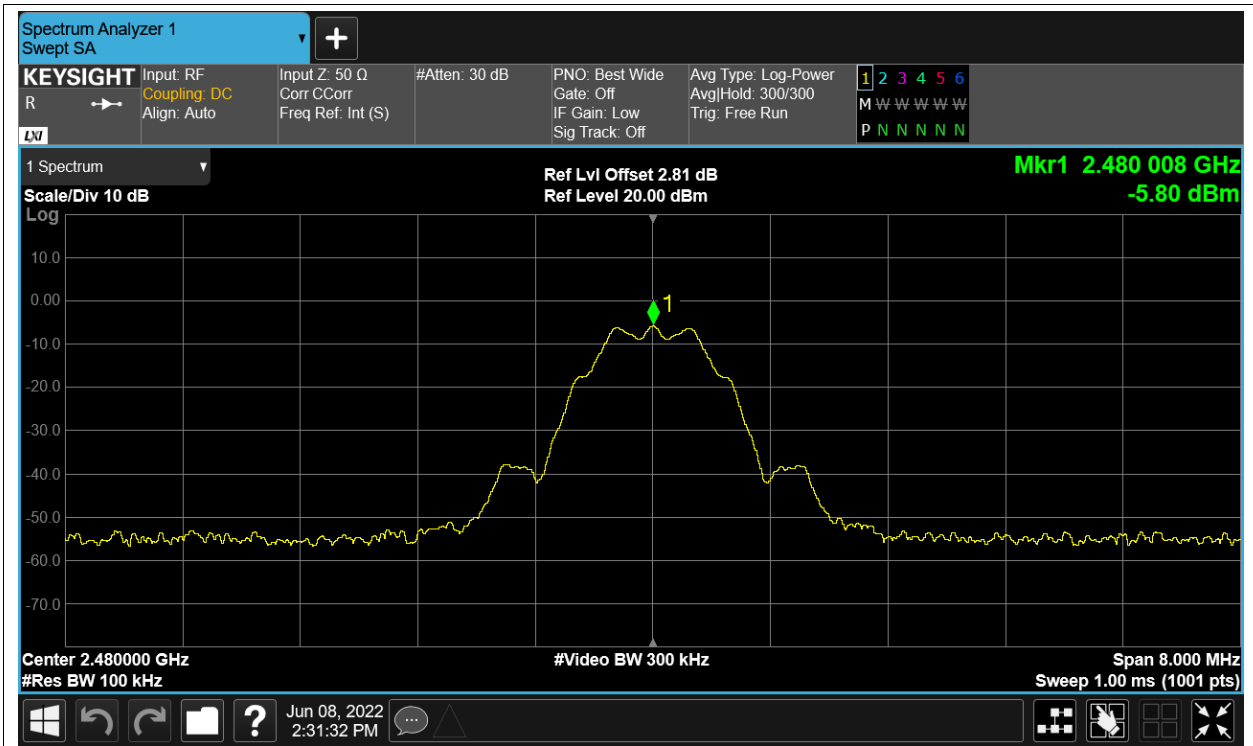 Spectrum Analyzer 1
Swept SA
KEYSIGHT
R
LXI
Input: RF
Coupling: DC
Align: Auto
Input Z: 50 Ω
Corr CCorr
Freq Ref: Int (S)
#Atten: 30 dB
PNO: Best Wide
Gate: Off
IF Gain: Low
Sig Track: Off
Avg Type: Log-Power
Avg|Hold: 300/300
Trig: Free Run
1 2 3 4 5 6
M W W W W W
P N N N N N
1 Spectrum
Scale/Div 10 dB
Ref Lvl Offset 2.81 dB
Ref Level 20.00 dBm
Mkr1 2.480 008 GHz
-5.80 dBm
Log
10.0
0.00
-10.0
-20.0
-30.0
-40.0
-50.0
-60.0
-70.0
1
Center 2.480000 GHz
#Video BW 300 kHz
Span 8.000 MHz
#Res BW 100 kHz
Sweep 1.00 ms (1001 pts)
?
Jun 08, 2022
2:31:32 PM